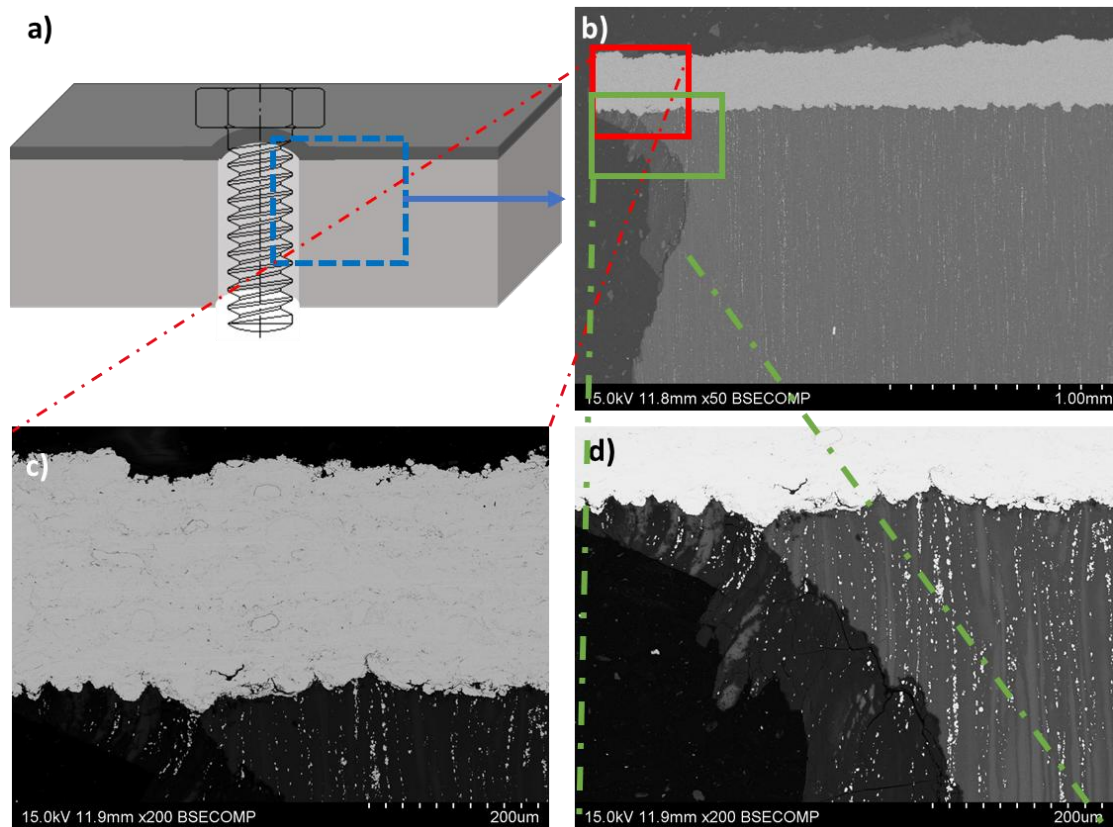 a)
b)
15.0kV 11.8mm x50 BSECOMP 1.00mm
c)
15.0kV 11.9mm x200 BSECOMP 200um
d)
15.0kV 11.9mm x200 BSECOMP 200um